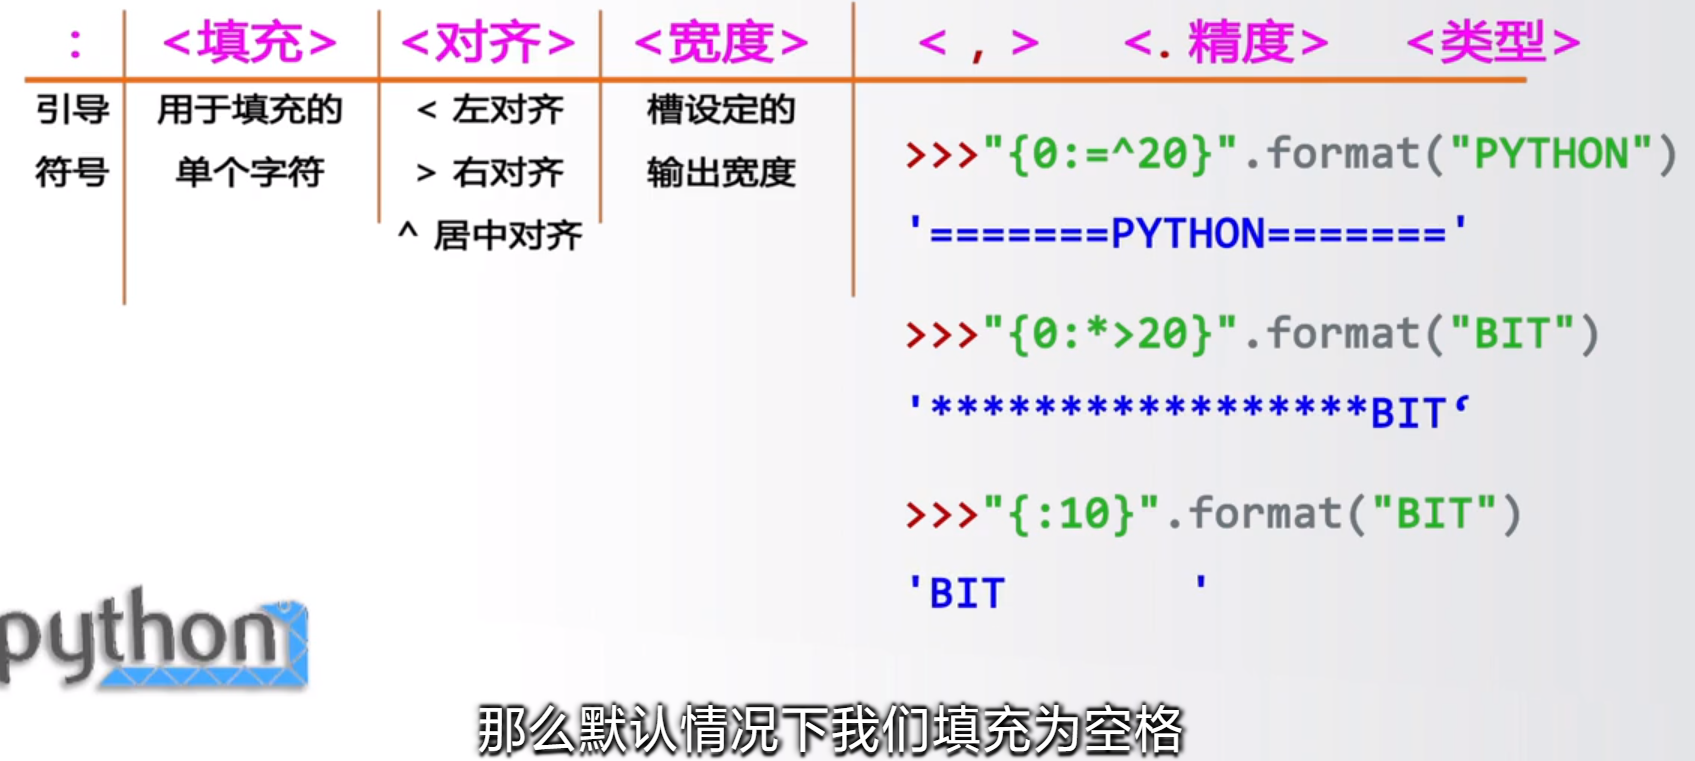 : <填充> <对齐> <宽度> < , > <.精度> <类型>
引导 用于填充的 < 左对齐 槽设定的
符号 单个字符 > 右对齐 输出宽度
^ 居中对齐
>>>"{0:=^20}".format("PYTHON")
'=======PYTHON======='
>>>"{0:*>20}".format("BIT")
'*****************BIT‘
>>>"{:10}".format("BIT")
'BIT       '
python
那么默认情况下我们填充为空格